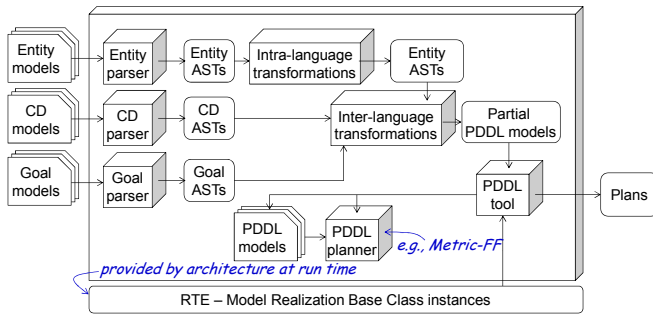 Entity
models
Entity
parser
Entity
ASTs
Intra-language
transformations
Entity
ASTs
CD
models
CD
parser
CD
ASTs
Inter-language
transformations
Partial
PDDL models
Goal
models
Goal
parser
Goal
ASTs
PDDL
tool
Plans
PDDL
models
PDDL
planner
e.g., Metric-FF
provided by architecture at run time
RTE – Model Realization Base Class instances